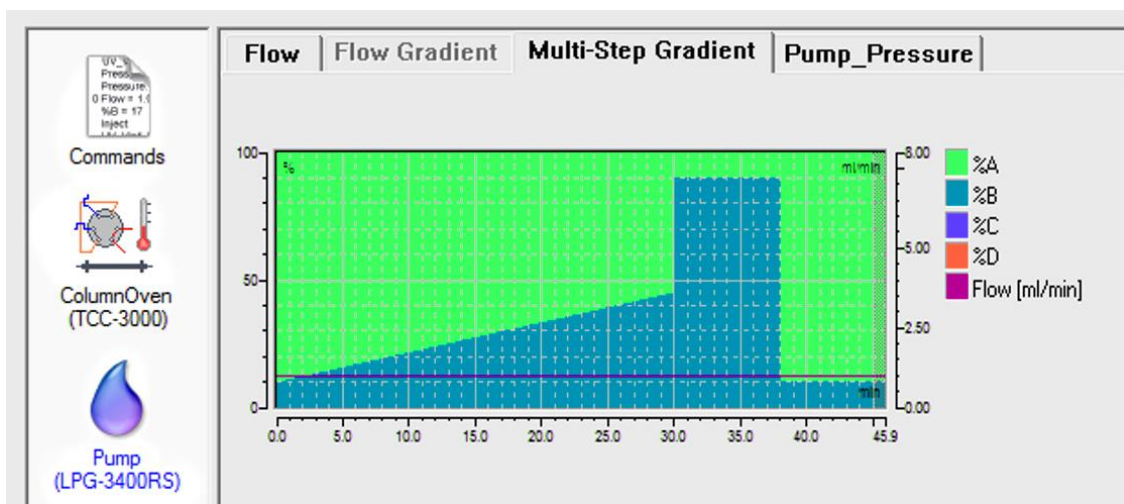 UV_V
Press
Pressure.
0 Flow = 1.0
%B = 17
Inject
Commands
ColumnOven
(TCC-3000)
Pump
(LPG-3400RS)
Flow
Flow Gradient
Multi-Step Gradient
Pump_Pressure
100
%
50
0
ml/min
8.00
5.00
2.50
0.00
min
0.0 5.0 10.0 15.0 20.0 25.0 30.0 35.0 40.0 45.9
%A
%B
%C
%D
Flow [ml/min]